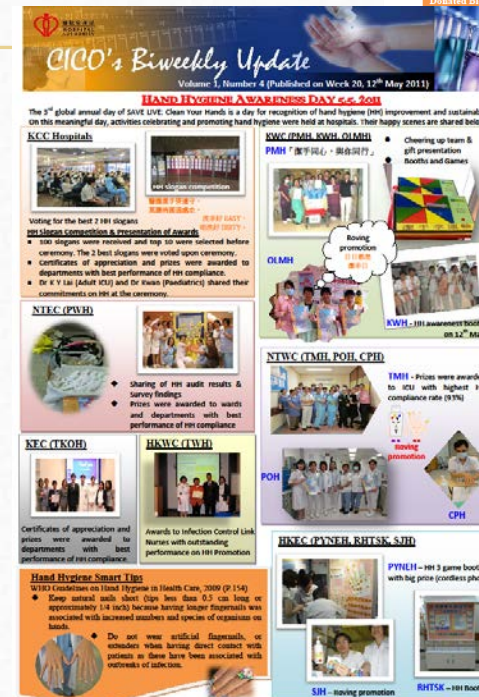 Donated Bl
HOSPITAL
AUTHORITY
CICO's Biweekly Update
Volume 1, Number 4 (Published on Week 20, 12th May 2011)
HAND HYGIENE AWARENESS DAY 5.5. 2011
The 3rd global annual day of SAVE LIVE: Clean Your Hands is a day for recognition of hand hygiene (HH) improvement and sustainab
On this meaningful day, activities celebrating and promoting hand hygiene were held at hospitals. Their happy scenes are shared belo
KCC Hospitals
HH slogan competition
Voting for the best 2 HH slogans
HH Slogan Competition & Presentation of Awards
■ 100 slogans were received and top 10 were selected before
ceremony. The 2 best slogans were voted upon ceremony.
■ Certificates of appreciation and prizes were awarded to
departments with best performance of HH compliance.
■ Dr K Y Lai (Adult ICU) and Dr Kwan (Paediatrics) shared their
commitments on HH at the ceremony.
KWC (PMH, KWH, OLMH)
PMH「潔手同心，與你同行」
● Cheering up team &
gift presentation
● Booths and Games
Roving
promotion
OLMH
KWH - HH awareness boot
on 12th Ma
NTEC (PWH)
◆ Sharing of HH audit results &
Survey findings
◆ Prizes were awarded to wards
and departments with best
performance of HH compliance
NTWC (TMH, POH, CPH)
TMH - Prizes were awarde
to ICU with highest H
compliance rate (93%)
Roving
promotion
POH
CPH
KEC (TKOH)
Certificates of appreciation and
prizes were awarded to
departments with best
performance of HH compliance.
HKWC (TWH)
Awards to Infection Control Link
Nurses with outstanding
performance on HH Promotion
HKEC (PYNEH, RHTSK, SJH)
PYNEH – HH 3 game boot
with big prize (cordless pho
SJH – Roving promotion
RHTSK – HH Boo
Hand Hygiene Smart Tips
WHO Guidelines on Hand Hygiene in Health Care, 2009 (P.154)
◆ Keep natural nails short (tips less than 0.5 cm long or
approximately 1/4 inch) because having longer fingernails was
associated with increased numbers and species of organisms on
hands.
◆ Do not wear artificial fingernails, or
extenders when having direct contact with
patients as these have been associated with
outbreaks of infection.